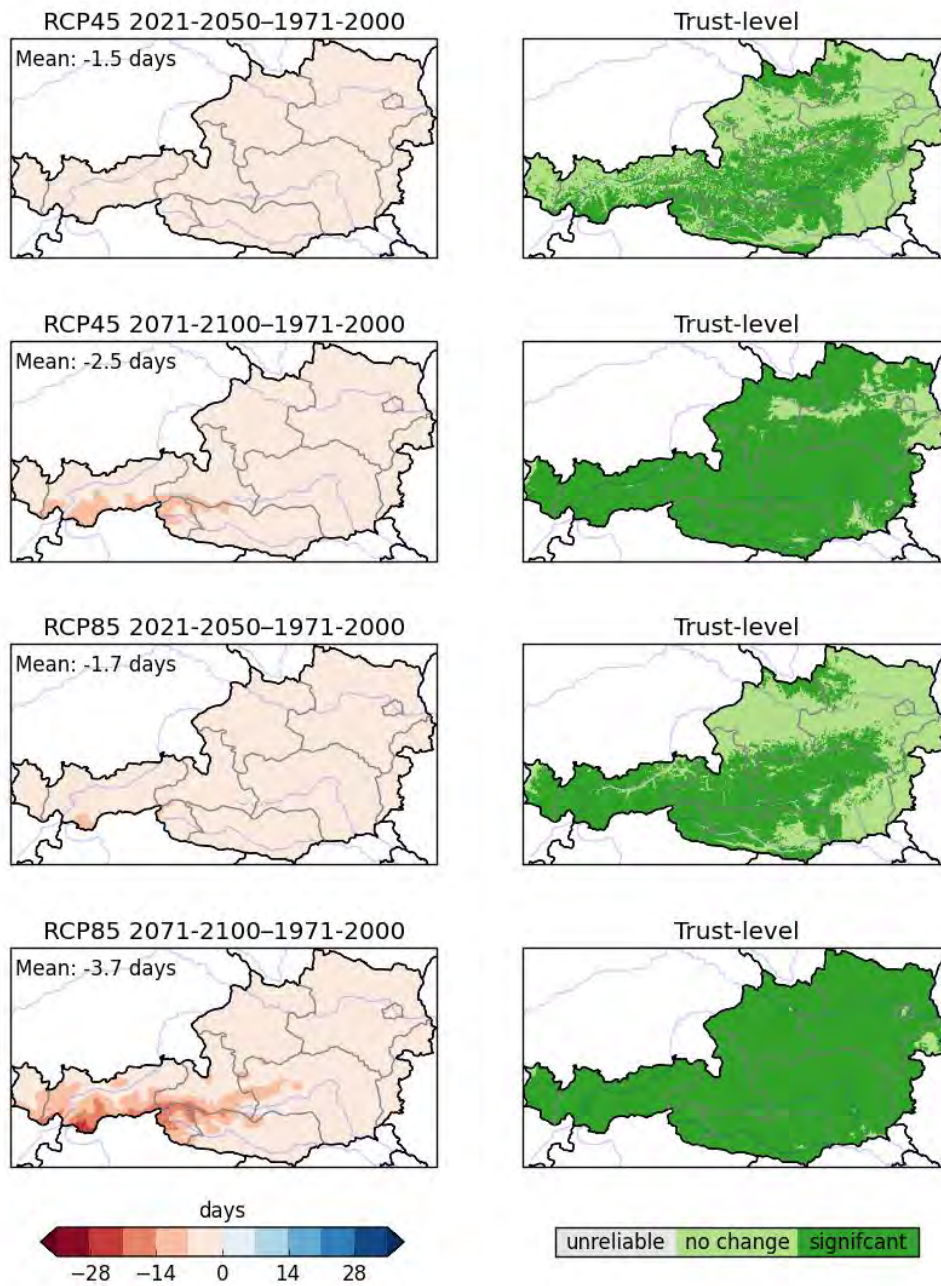 RCP45 2021-2050–1971-2000
Trust-level
Mean: -1.5 days
RCP45 2071-2100–1971-2000
Trust-level
Mean: -2.5 days
RCP85 2021-2050–1971-2000
Trust-level
Mean: -1.7 days
RCP85 2071-2100–1971-2000
Trust-level
Mean: -3.7 days
days
−28 −14 0 14 28
unreliable no change signifcant